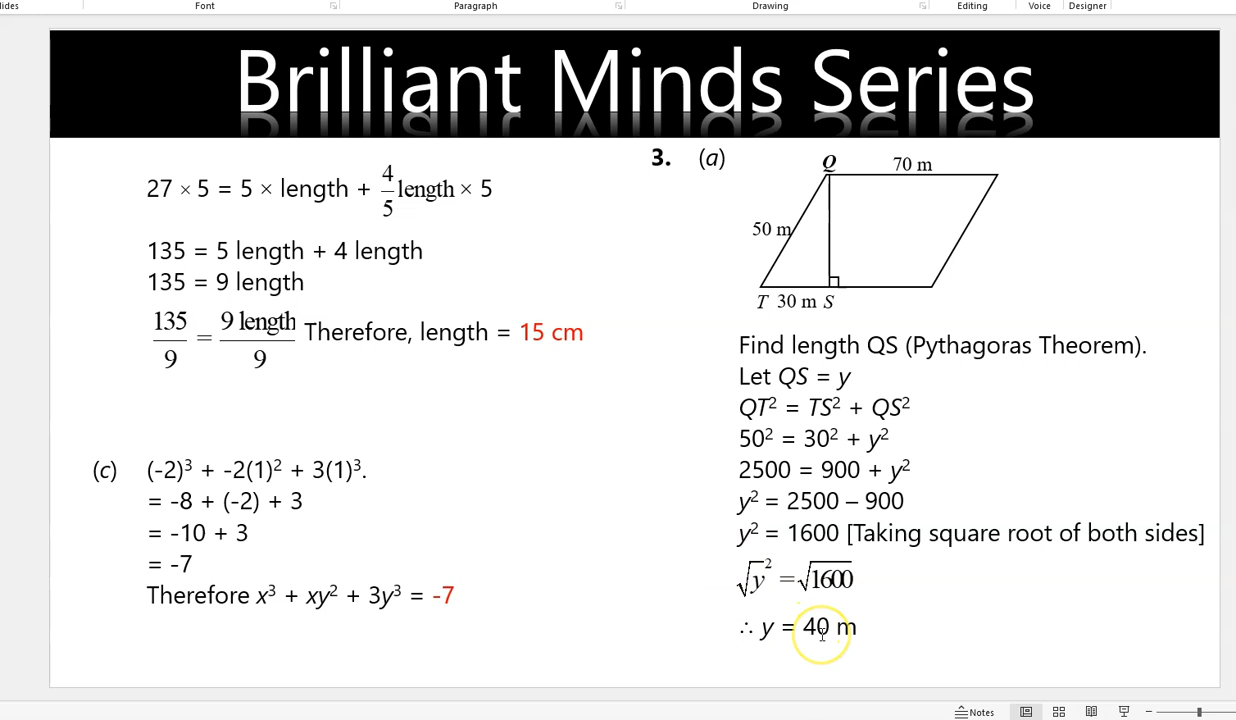 lides Font Paragraph Drawing Editing Voice Designer
Brilliant Minds Series
27 × 5 = 5 × length + 4/5 length × 5
135 = 5 length + 4 length
135 = 9 length
135/9 = 9 length/9 Therefore, length = 15 cm
(c) (-2)³ + -2(1)² + 3(1)³.
= -8 + (-2) + 3
= -10 + 3
= -7
Therefore x³ + xy² + 3y³ = -7
3. (a)
Q 70 m
50 m
T 30 m S
Find length QS (Pythagoras Theorem).
Let QS = y
QT² = TS² + QS²
50² = 30² + y²
2500 = 900 + y²
y² = 2500 – 900
y² = 1600 [Taking square root of both sides]
√y² = √1600
∴ y = 40 m
Notes